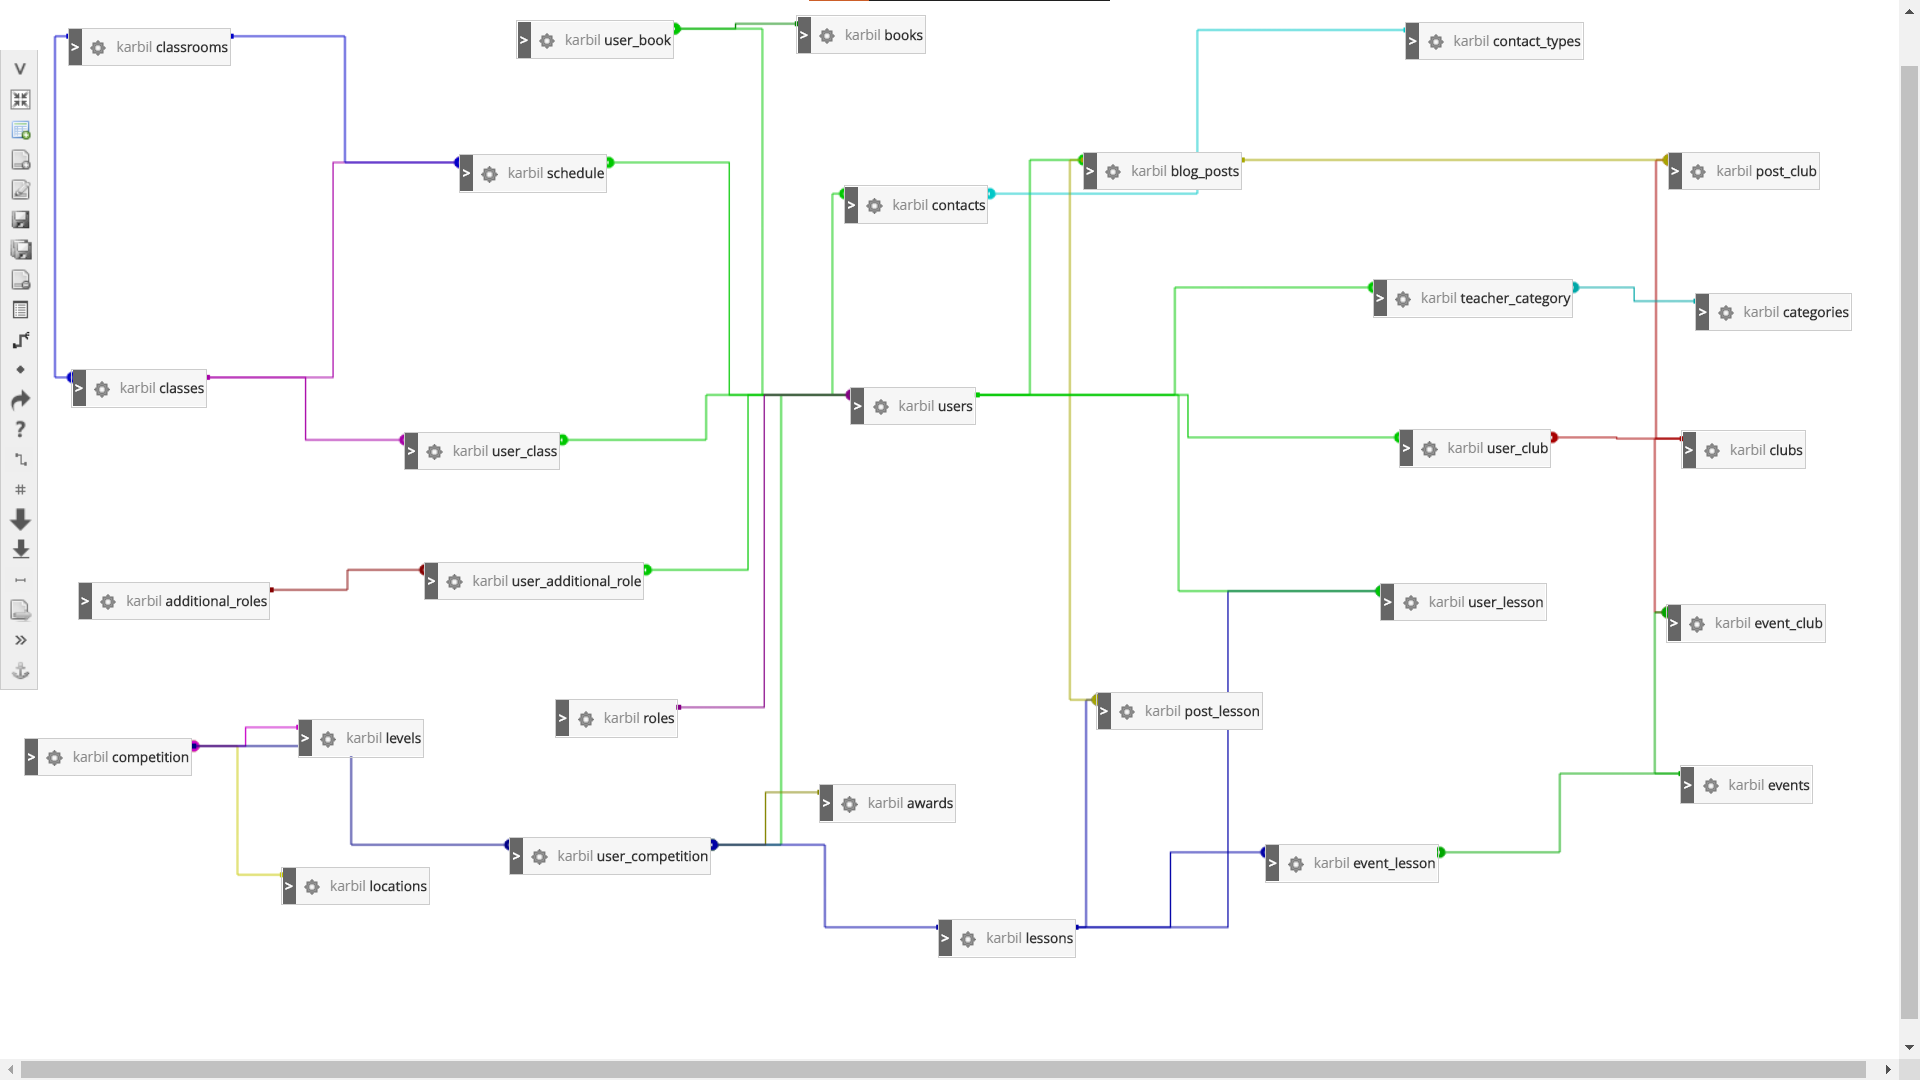 karbil classrooms
karbil user_book
karbil books
karbil contact_types
karbil schedule
karbil blog_posts
karbil post_club
karbil contacts
karbil teacher_category
karbil categories
karbil classes
karbil users
karbil user_class
karbil user_club
karbil clubs
karbil additional_roles
karbil user_additional_role
karbil user_lesson
karbil event_club
karbil roles
karbil post_lesson
karbil competition
karbil levels
karbil awards
karbil events
karbil locations
karbil user_competition
karbil event_lesson
karbil lessons